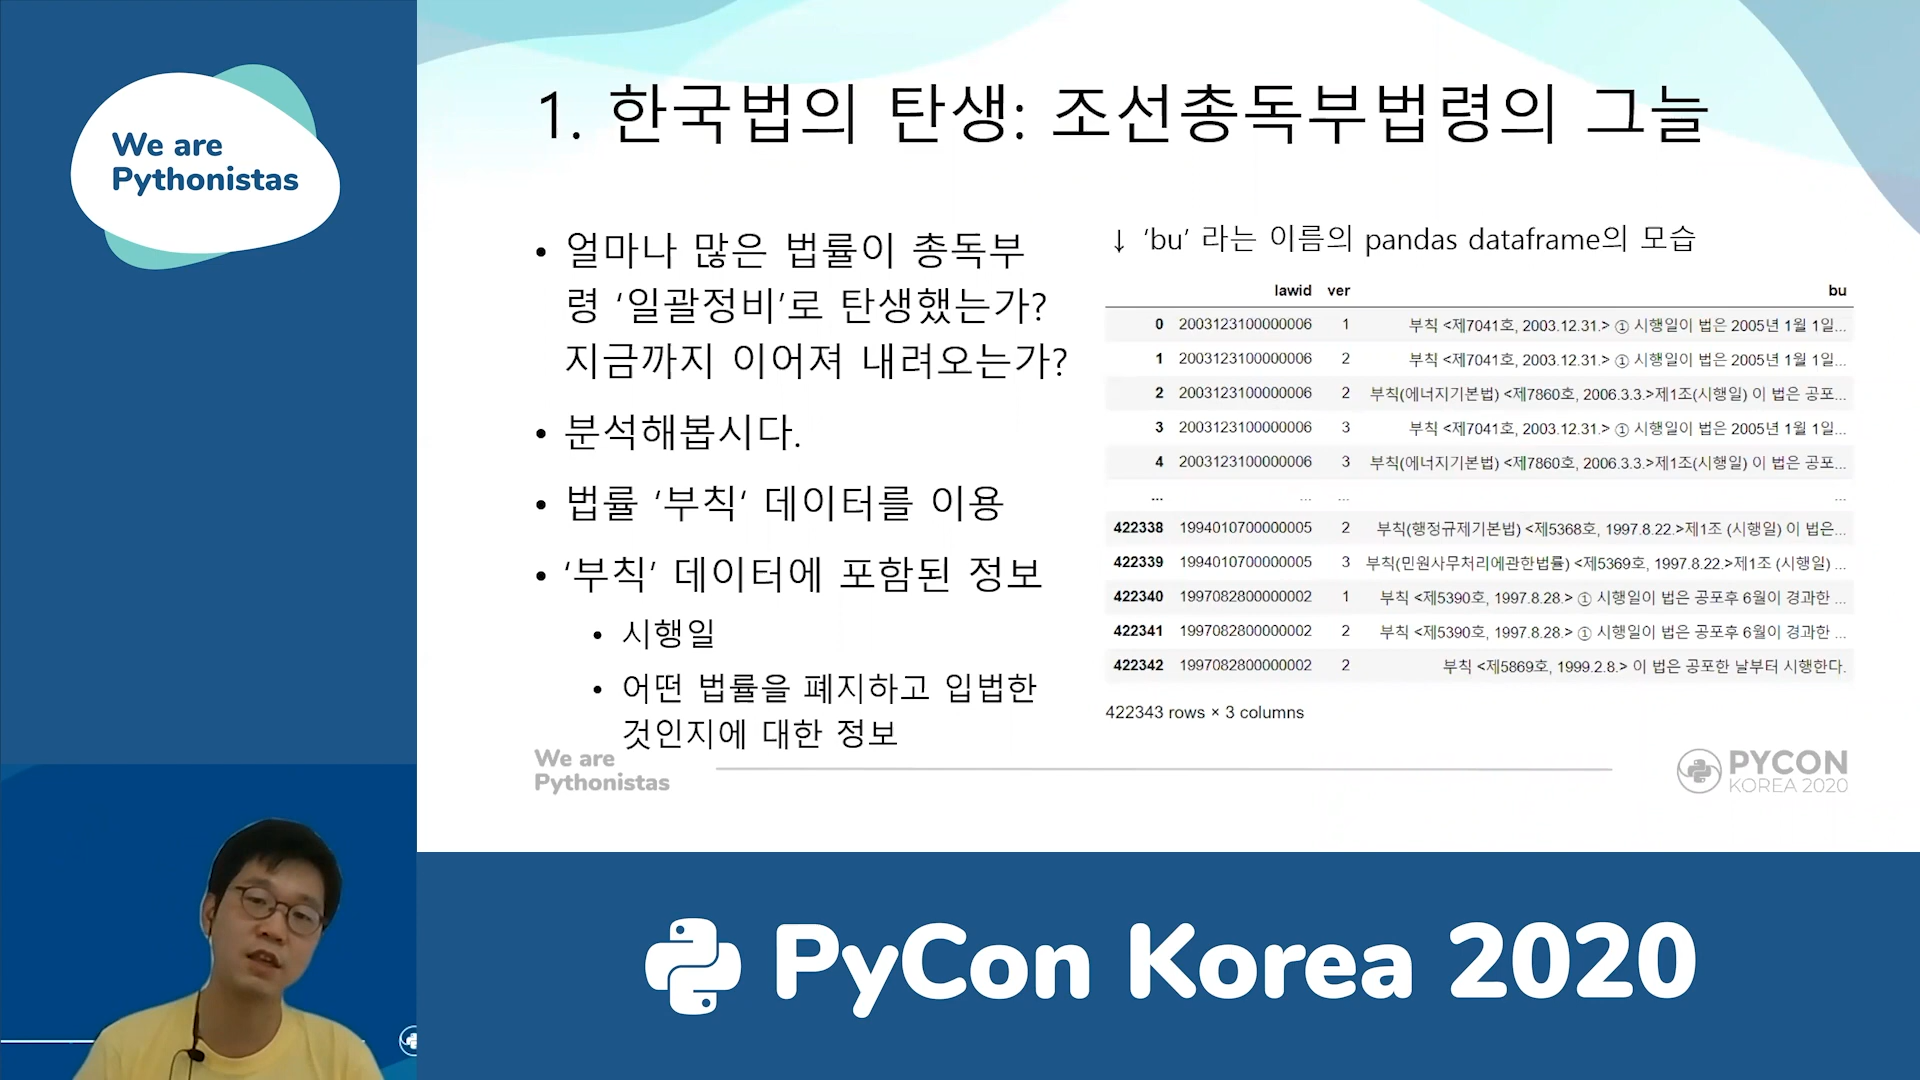 We are
Pythonistas
1. 한국법의 탄생: 조선총독부법령의 그늘
• 얼마나 많은 법률이 총독부
령 ‘일괄정비’로 탄생했는가?
지금까지 이어져 내려오는가?
• 분석해봅시다.
• 법률 ‘부칙’ 데이터를 이용
• ‘부칙’ 데이터에 포함된 정보
• 시행일
• 어떤 법률을 폐지하고 입법한
것인지에 대한 정보
↓ ‘bu’ 라는 이름의 pandas dataframe의 모습
lawid ver bu
0 2003123100000006 1 부칙 <제7041호, 2003.12.31.> ① 시행일이 법은 2005년 1월 1일...
1 2003123100000006 2 부칙 <제7041호, 2003.12.31.> ① 시행일이 법은 2005년 1월 1일...
2 2003123100000006 2 부칙(에너지기본법) <제7860호, 2006.3.3.>제1조(시행일) 이 법은 공포...
3 2003123100000006 3 부칙 <제7041호, 2003.12.31.> ① 시행일이 법은 2005년 1월 1일...
4 2003123100000006 3 부칙(에너지기본법) <제7860호, 2006.3.3.>제1조(시행일) 이 법은 공포...
... ... ... ...
422338 1994010700000005 2 부칙(행정규제기본법) <제5368호, 1997.8.22.>제1조 (시행일) 이 법은...
422339 1994010700000005 3 부칙(민원사무처리에관한법률) <제5369호, 1997.8.22.>제1조 (시행일) ...
422340 1997082800000002 1 부칙 <제5390호, 1997.8.28.> ① 시행일이 법은 공포후 6월이 경과한 ...
422341 1997082800000002 2 부칙 <제5390호, 1997.8.28.> ① 시행일이 법은 공포후 6월이 경과한 ...
422342 1997082800000002 2 부칙 <제5869호, 1999.2.8.> 이 법은 공포한 날부터 시행한다.
422343 rows × 3 columns
We are
Pythonistas
PYCON
KOREA 2020
PyCon Korea 2020